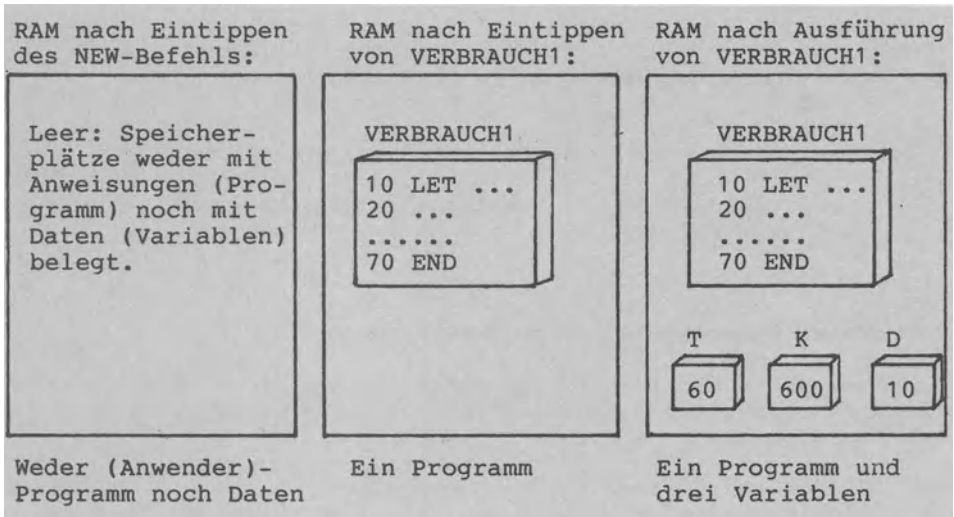 RAM nach Eintippen
des NEW-Befehls:
Leer: Speicher-
plätze weder mit
Anweisungen (Pro-
gramm) noch mit
Daten (Variablen)
belegt.
Weder (Anwender)-
Programm noch Daten
RAM nach Eintippen
von VERBRAUCH1:
VERBRAUCH1
10 LET ...
20 ...
......
70 END
Ein Programm
RAM nach Ausführung
von VERBRAUCH1:
VERBRAUCH1
10 LET ...
20 ...
......
70 END
T K D
60 600 10
Ein Programm und
drei Variablen